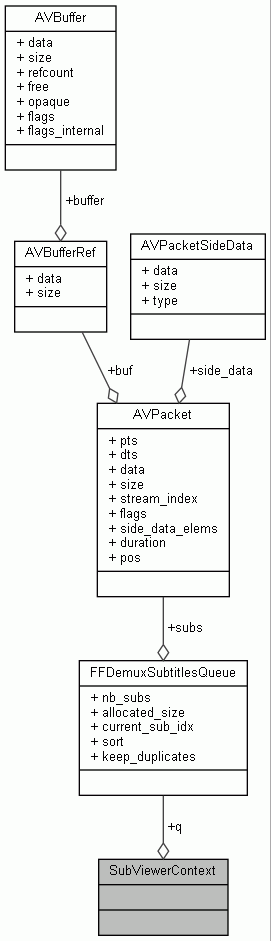 AVBuffer
+ data
+ size
+ refcount
+ free
+ opaque
+ flags
+ flags_internal
+buffer
AVBufferRef
+ data
+ size
AVPacketSideData
+ data
+ size
+ type
+buf
+side_data
AVPacket
+ pts
+ dts
+ data
+ size
+ stream_index
+ flags
+ side_data_elems
+ duration
+ pos
+subs
FFDemuxSubtitlesQueue
+ nb_subs
+ allocated_size
+ current_sub_idx
+ sort
+ keep_duplicates
+q
SubViewerContext